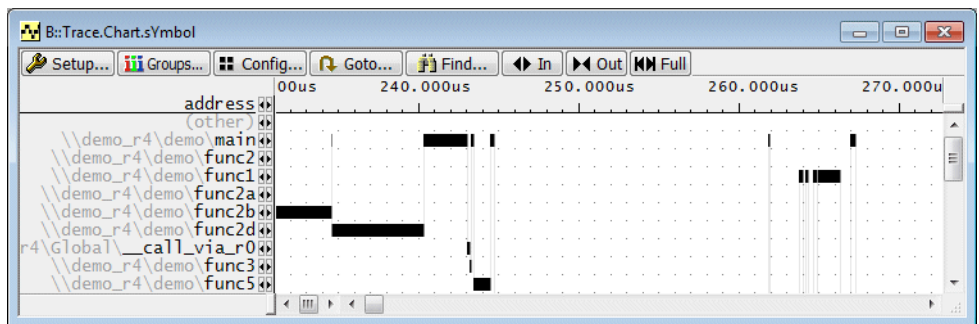 B::Trace.Chart.sYmbol
Setup... Groups... Config... Goto... Find... In Out Full
00us 240.000us 250.000us 260.000us 270.000u
address
(other)
\\demo_r4\demo\main
\\demo_r4\demo\func2
\\demo_r4\demo\func1
\\demo_r4\demo\func2a
\\demo_r4\demo\func2b
\\demo_r4\demo\func2d
r4\Global\__call_via_r0
\\demo_r4\demo\func3
\\demo_r4\demo\func5